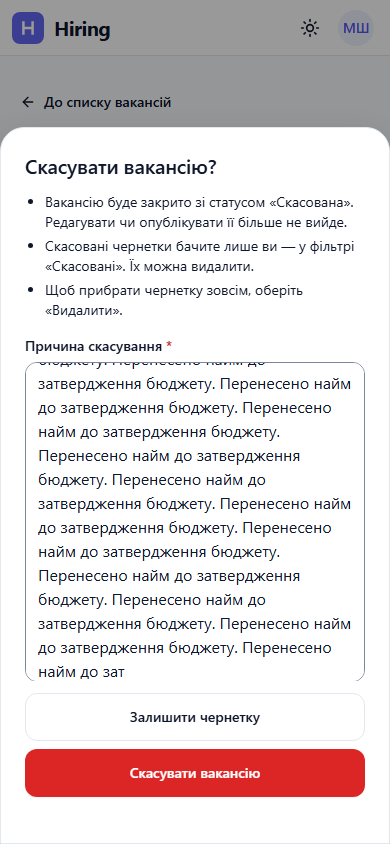 H Hiring МШ
← До списку вакансій
Скасувати вакансію?
• Вакансію буде закрито зі статусом «Скасована».
Редагувати чи опублікувати її більше не вийде.
• Скасовані чернетки бачите лише ви — у фільтрі
«Скасовані». Їх можна видалити.
• Щоб прибрати чернетку зовсім, оберіть
«Видалити».
Причина скасування *
бюджету. Перенесено найм до
затвердження бюджету. Перенесено найм
до затвердження бюджету. Перенесено
найм до затвердження бюджету.
Перенесено найм до затвердження
бюджету. Перенесено найм до
затвердження бюджету. Перенесено найм
до затвердження бюджету. Перенесено
найм до затвердження бюджету.
Перенесено найм до затвердження
бюджету. Перенесено найм до
затвердження бюджету. Перенесено найм
до затвердження бюджету. Перенесено
найм до зат
Залишити чернетку
Скасувати вакансію